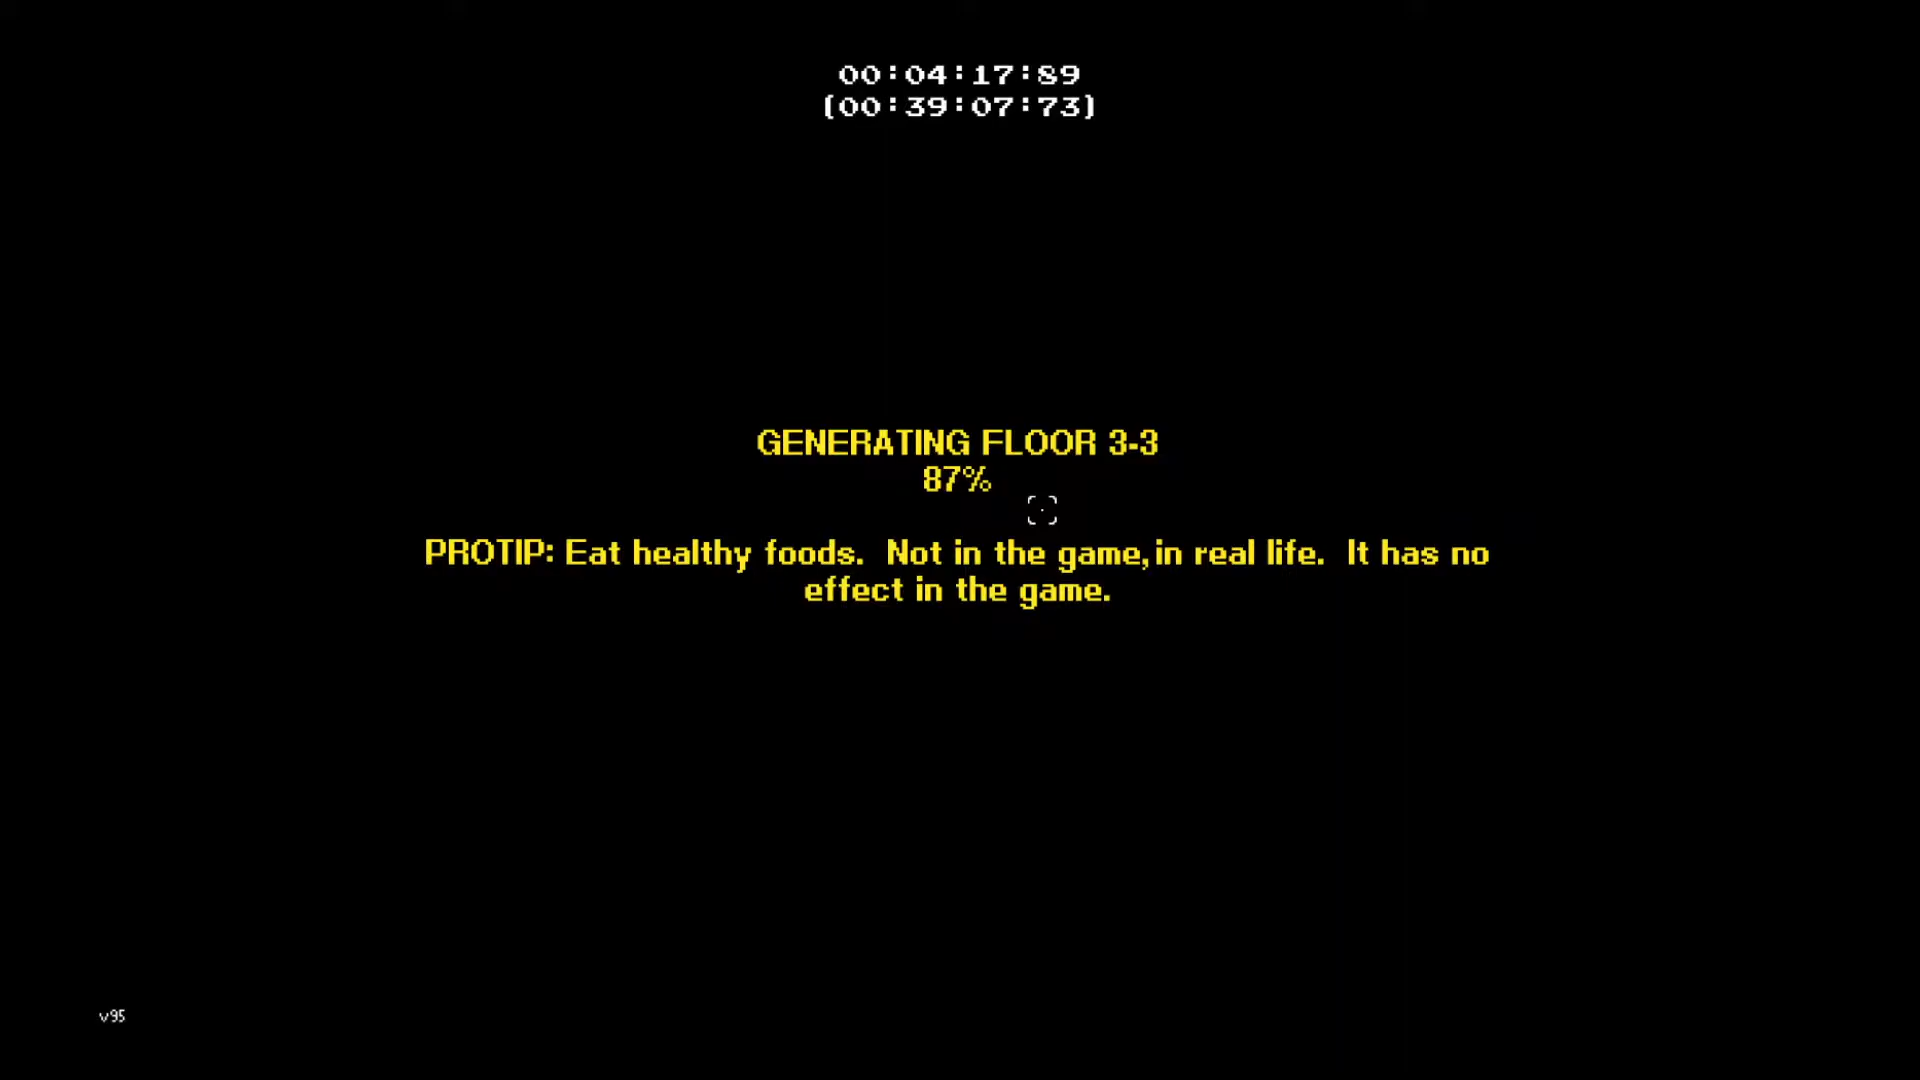 00:04:17:89
(00:39:07:73)
GENERATING FLOOR 3-3
87%
PROTIP: Eat healthy foods.  Not in the game, in real life.  It has no
effect in the game.
v95